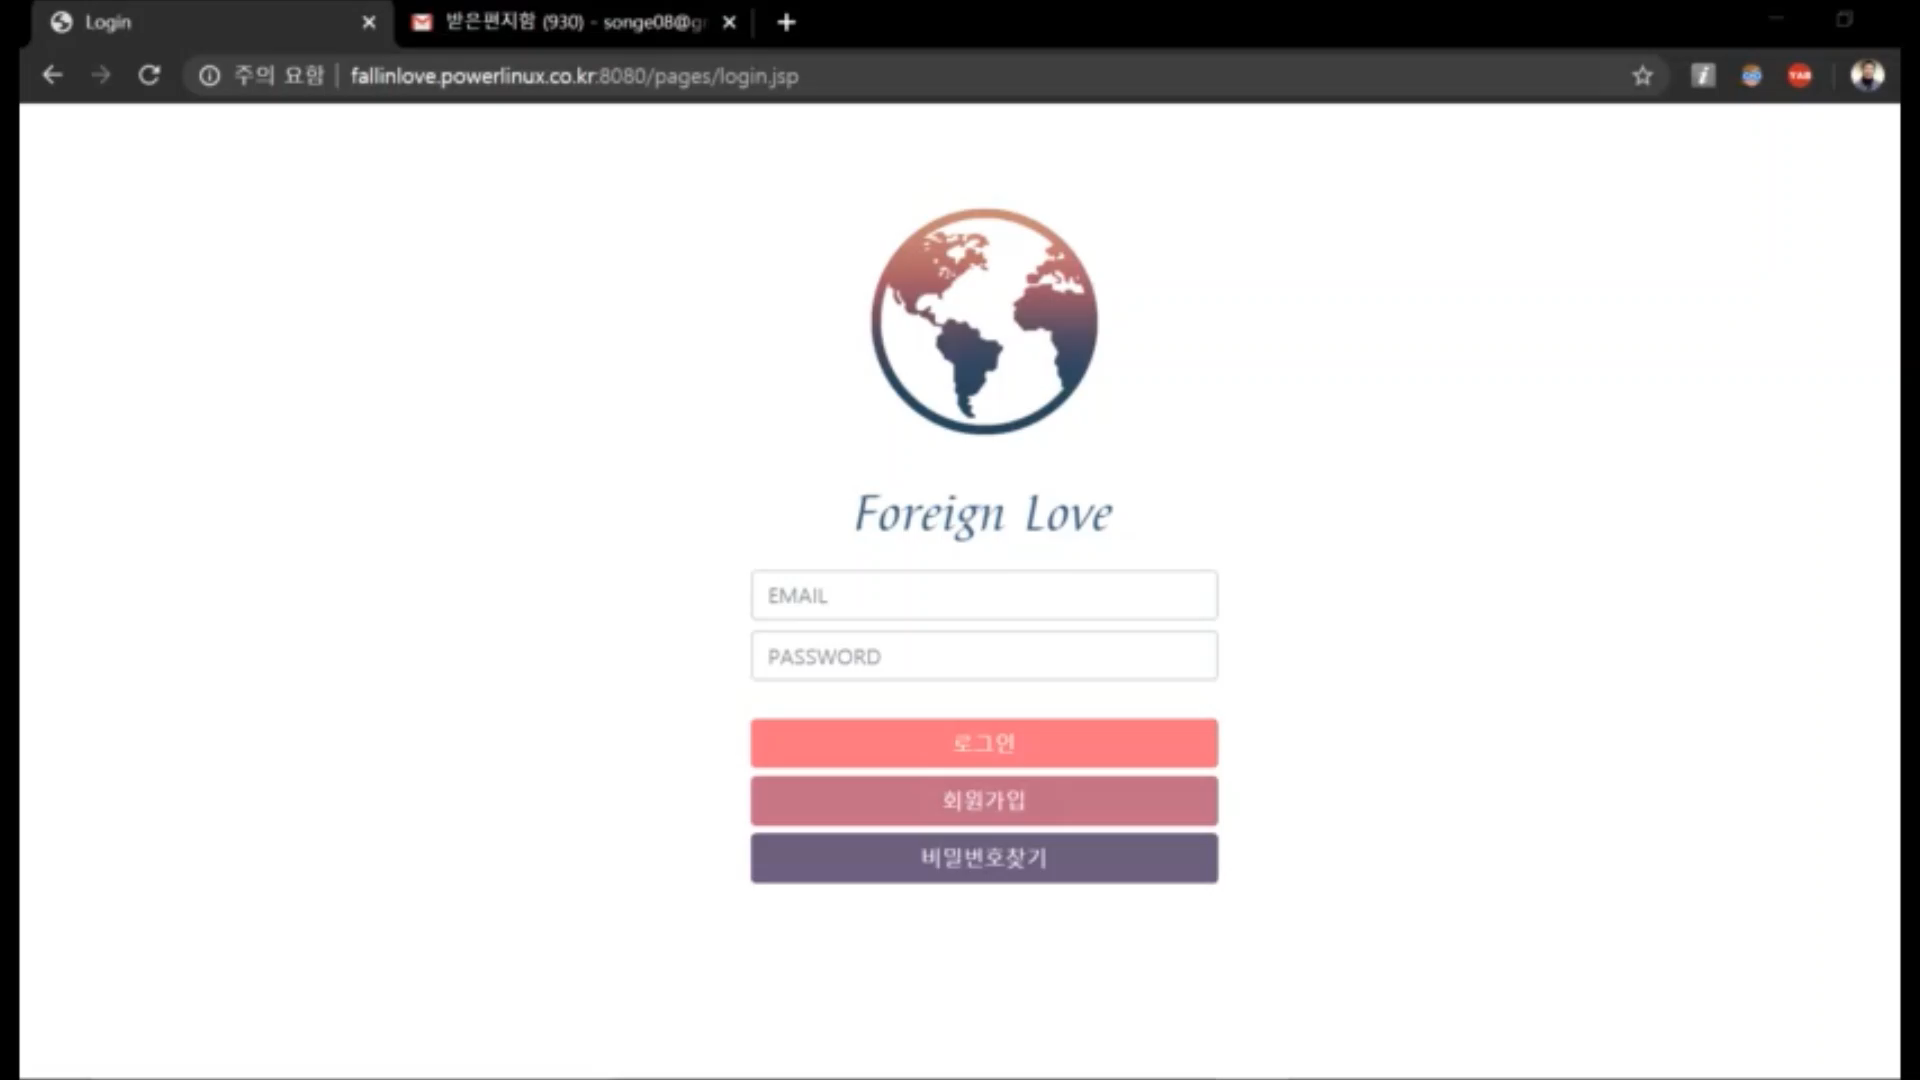 Login
받은편지함 (930) - songe08@g
주의 요함 | fallinlove.powerlinux.co.kr:8080/pages/login.jsp
Foreign Love
EMAIL
PASSWORD
로그인
회원가입
비밀번호찾기